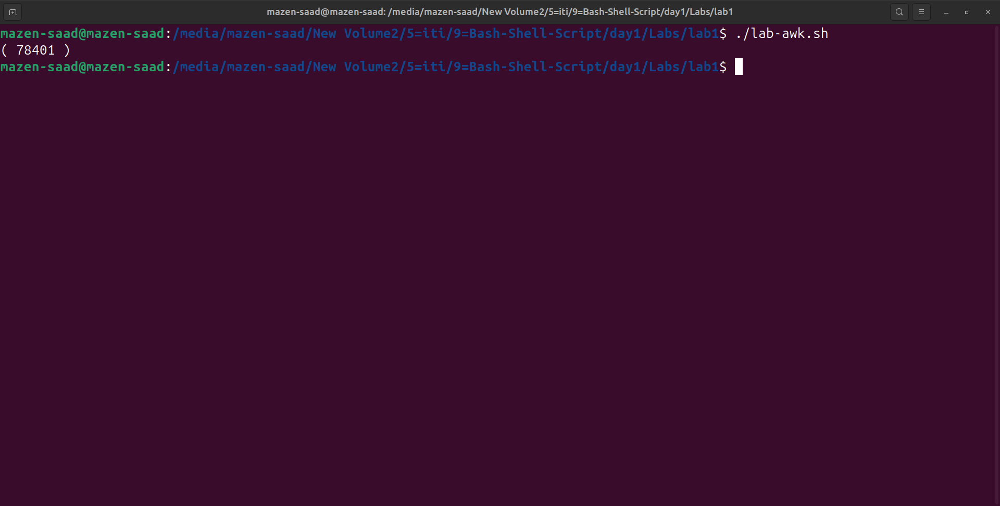 mazen-saad@mazen-saad: /media/mazen-saad/New Volume2/5=iti/9=Bash-Shell-Script/day1/Labs/lab1
mazen-saad@mazen-saad:/media/mazen-saad/New Volume2/5=iti/9=Bash-Shell-Script/day1/Labs/lab1$ ./lab-awk.sh
( 78401 )
mazen-saad@mazen-saad:/media/mazen-saad/New Volume2/5=iti/9=Bash-Shell-Script/day1/Labs/lab1$